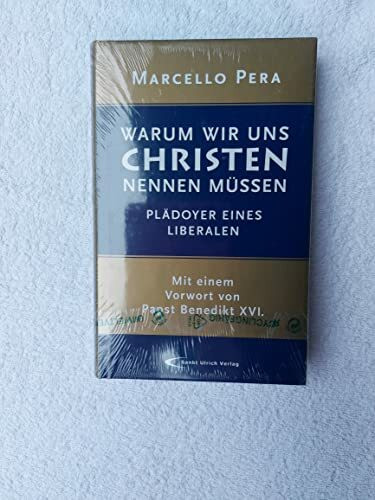 MARCELLO PERA
WARUM WIR UNS
CHRISTEN
NENNEN MÜSSEN
PLÄDOYER EINES
LIBERALEN
Mit einem
Vorwort von
Papst Benedikt XVI.
Sankt Ulrich Verlag